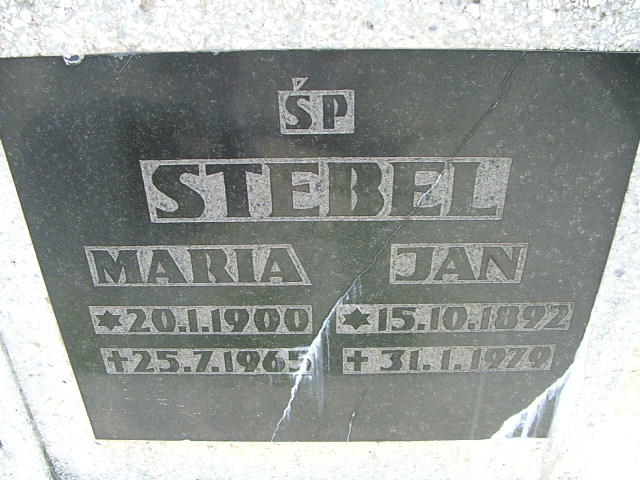 ŚP
STEBEL
MARIA JAN
✶20.1.1900 ✶15.10.1892
✝25.7.1965 ✝31.1.1979